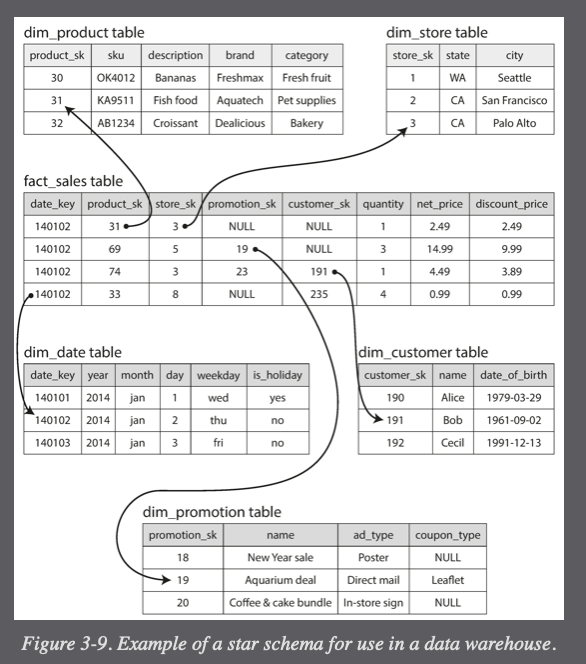 dim_product table
product_sk sku description brand category
30 OK4012 Bananas Freshmax Fresh fruit
31 KA9511 Fish food Aquatech Pet supplies
32 AB1234 Croissant Dealicious Bakery
dim_store table
store_sk state city
1 WA Seattle
2 CA San Francisco
3 CA Palo Alto
fact_sales table
date_key product_sk store_sk promotion_sk customer_sk quantity net_price discount_price
140102 31 3 NULL NULL 1 2.49 2.49
140102 69 5 19 NULL 3 14.99 9.99
140102 74 3 23 191 1 4.49 3.89
140102 33 8 NULL 235 4 0.99 0.99
dim_date table
date_key year month day weekday is_holiday
140101 2014 jan 1 wed yes
140102 2014 jan 2 thu no
140103 2014 jan 3 fri no
dim_customer table
customer_sk name date_of_birth
190 Alice 1979-03-29
191 Bob 1961-09-02
192 Cecil 1991-12-13
dim_promotion table
promotion_sk name ad_type coupon_type
18 New Year sale Poster NULL
19 Aquarium deal Direct mail Leaflet
20 Coffee & cake bundle In-store sign NULL
Figure 3-9. Example of a star schema for use in a data warehouse.